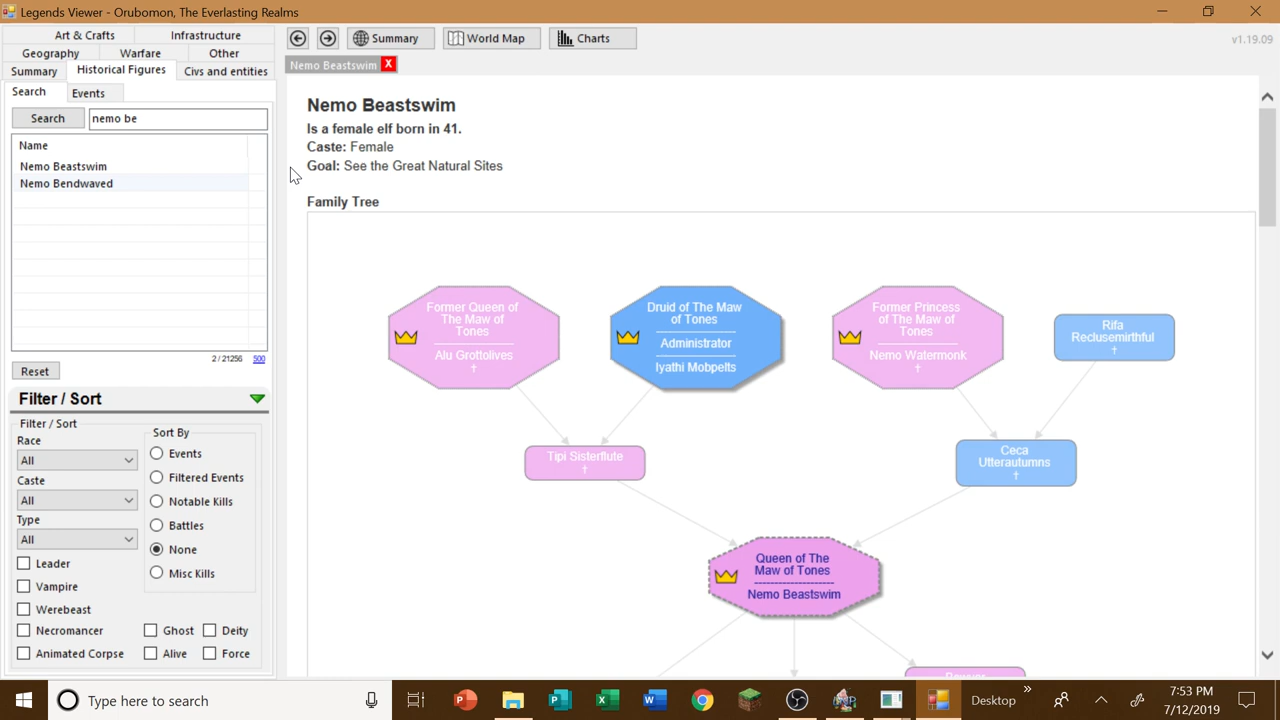 Legends Viewer - Orubomon, The Everlasting Realms
Art & Crafts Infrastructure
Geography Warfare Other
Summary Historical Figures Civs and entities
Search Events
Search nemo be
Name
Nemo Beastswim
Nemo Bendwaved
2 / 21256 500
Reset
Filter / Sort
Filter / Sort
Race
All
Caste
All
Type
All
Leader
Vampire
Werebeast
Necromancer Ghost Deity
Animated Corpse Alive Force
Sort By
Events
Filtered Events
Notable Kills
Battles
None
Misc Kills
Summary World Map Charts
v1.19.09
Nemo Beastswim X
Nemo Beastswim
Is a female elf born in 41.
Caste: Female
Goal: See the Great Natural Sites
Family Tree
Former Queen of
The Maw of
Tones
Alu Grottolives
†
Druid of The Maw
of Tones
Administrator
Iyathi Mobpelts
Former Princess
of The Maw of
Tones
Nemo Watermonk
†
Rifa
Reclusemirthful
†
Tipi Sisterflute
†
Ceca
Utterautumns
†
Queen of The
Maw of Tones
Nemo Beastswim
Type here to search
Desktop
7:53 PM
7/12/2019